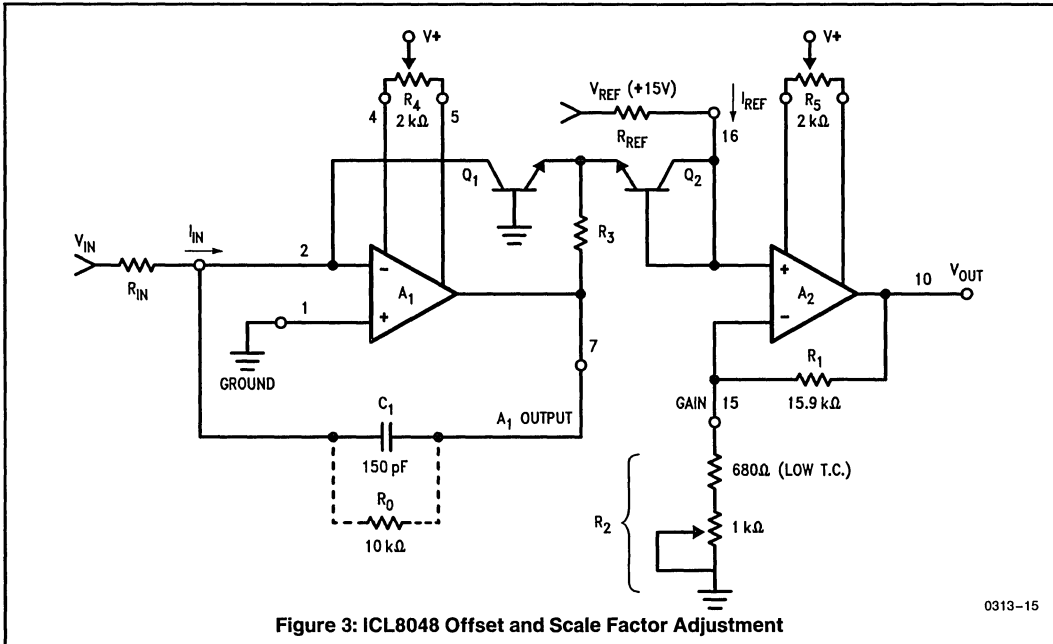 V+
R4
2 kΩ
4
5
VREF (+15V)
RREF
IREF
16
V+
R5
2 kΩ
Q1
Q2
R3
VIN
RIN
IIN
2
−
A1
+
1
GROUND
7
A1 OUTPUT
C1
150 pF
R0
10 kΩ
+
A2
−
10
VOUT
R1
15.9 kΩ
GAIN
15
R2
680Ω (LOW T.C.)
1 kΩ
0313–15
Figure 3: ICL8048 Offset and Scale Factor Adjustment